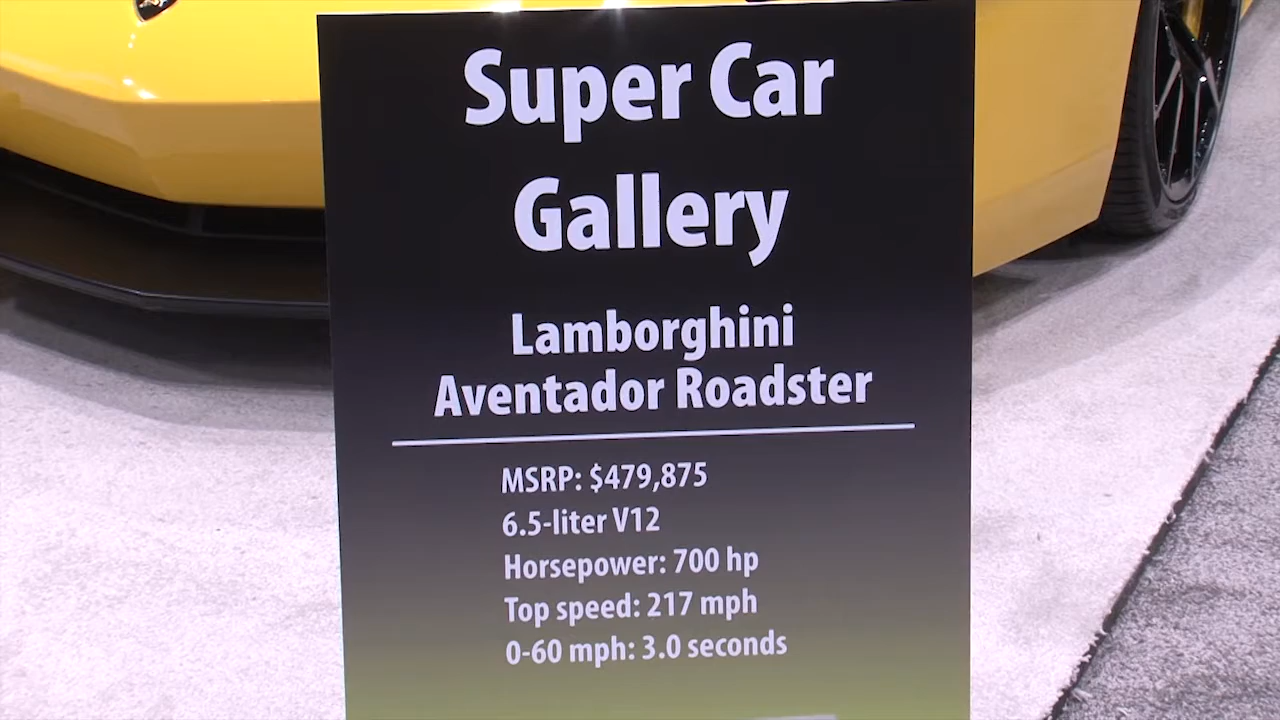 Super Car
Gallery
Lamborghini
Aventador Roadster
MSRP: $479,875
6.5-liter V12
Horsepower: 700 hp
Top speed: 217 mph
0-60 mph: 3.0 seconds